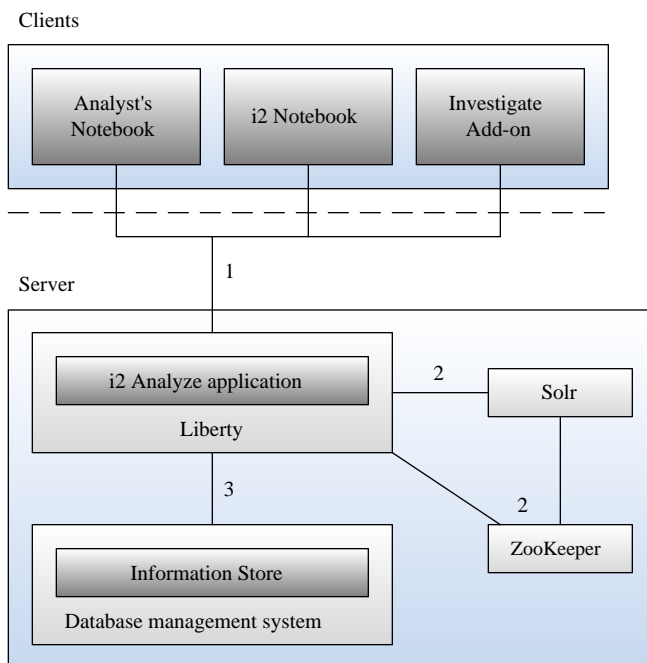 Clients
Analyst's
Notebook
i2 Notebook
Investigate
Add-on
1
Server
i2 Analyze application
Liberty
2
Solr
3
2
ZooKeeper
Information Store
Database management system